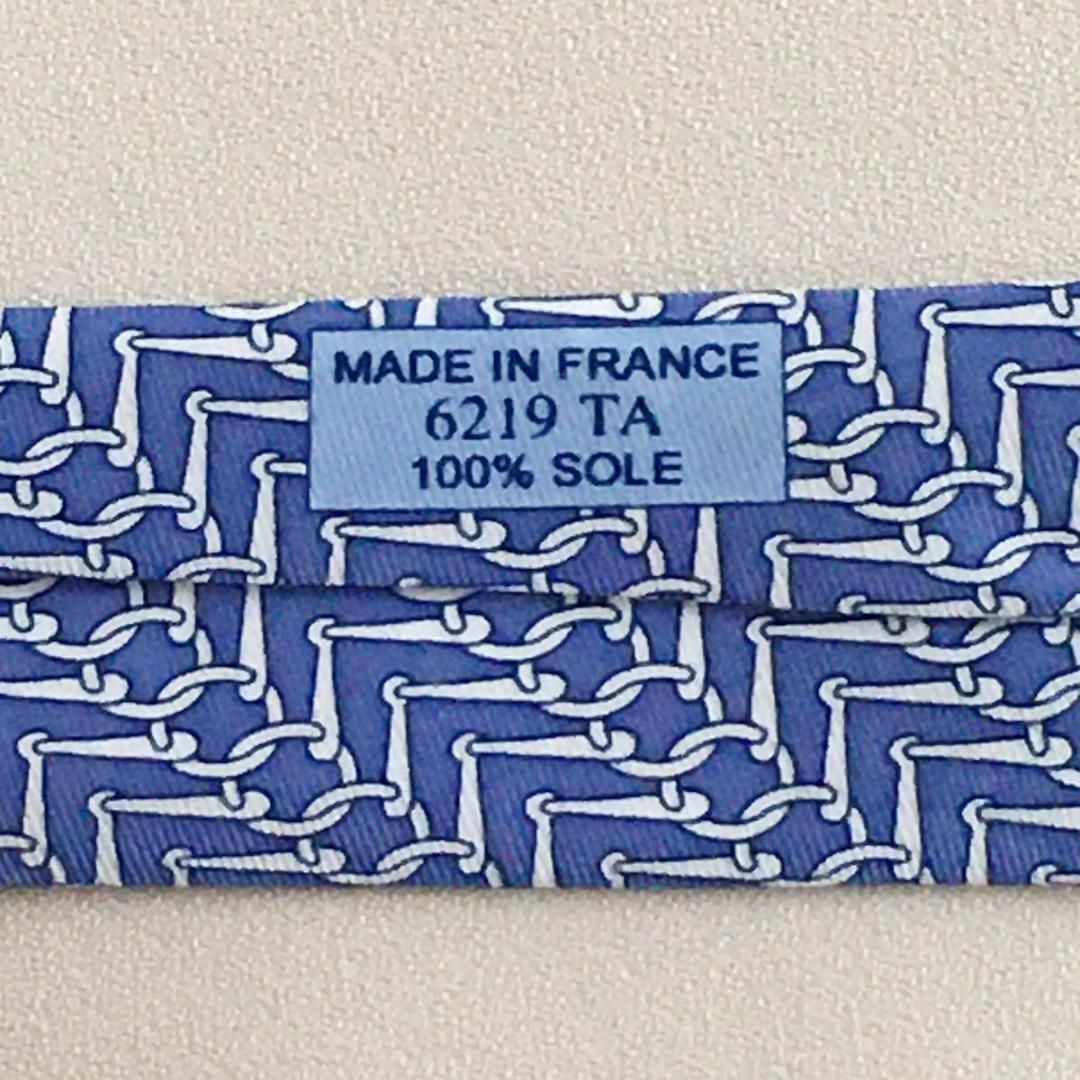 MADE IN FRANCE
6219 TA
100% SOLE